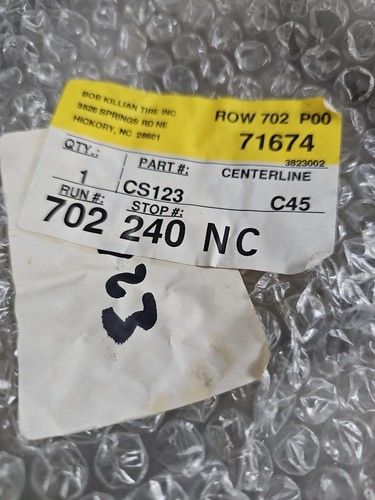 BOB KILLIAN TIRE INC
3526 SPRINGS RD NE
HICKORY, NC 28601
ROW 702 P00
71674
3823002
QTY.: PART #: CENTERLINE
1 CS123 C45
RUN #: STOP #:
702 240 NC
23